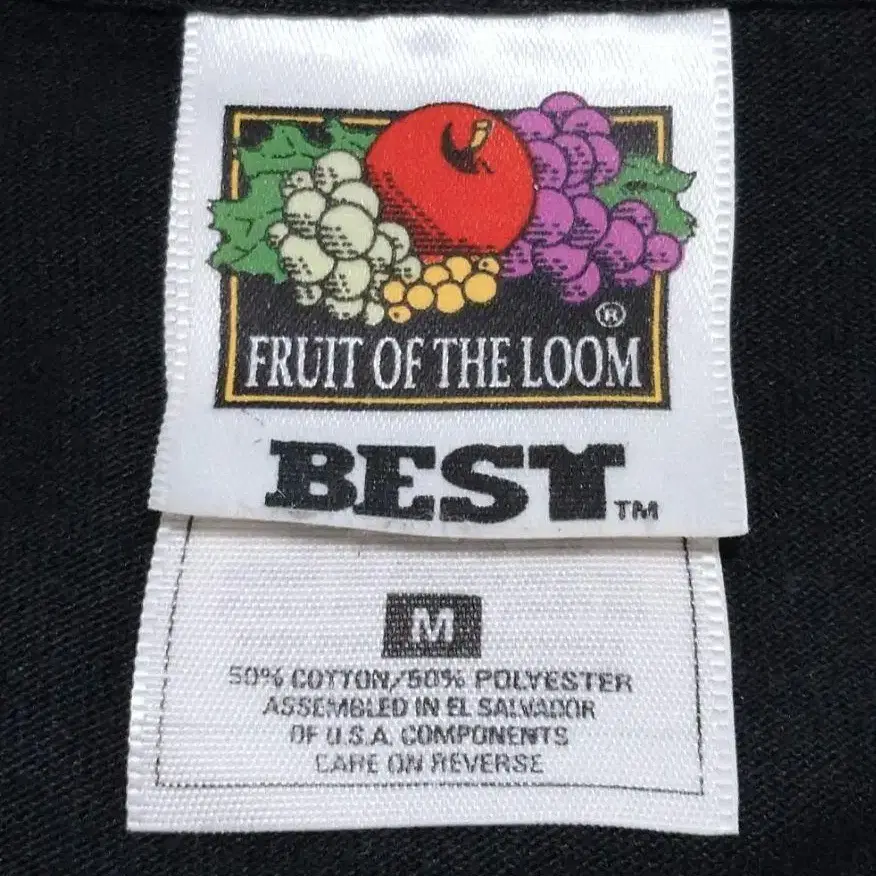 ®
FRUIT OF THE LOOM
BEST™
M
50% COTTON/50% POLYESTER
ASSEMBLED IN EL SALVADOR
OF U.S.A. COMPONENTS
CARE ON REVERSE